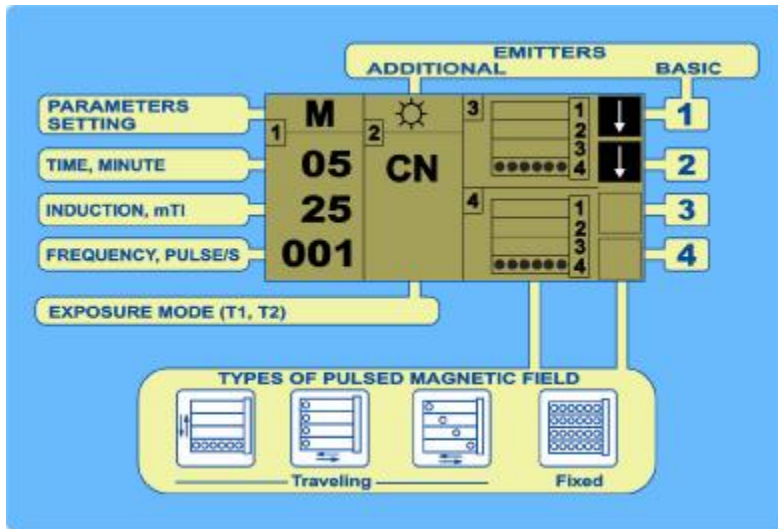 EMITTERS
ADDITIONAL BASIC
PARAMETERS
SETTING
M
1
2
3
1
2
3
4
1
TIME, MINUTE
05
CN
2
INDUCTION, mTl
25
4
1
2
3
4
3
FREQUENCY, PULSE/S
001
4
EXPOSURE MODE (T1, T2)
TYPES OF PULSED MAGNETIC FIELD
Traveling
Fixed